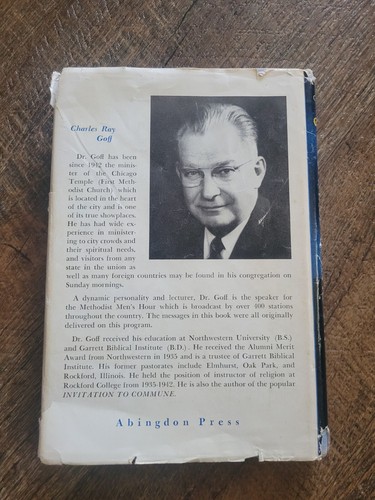 Charles Ray
Goff
Dr. Goff has been
since 1942 the minis-
ter of the Chicago
Temple (First Meth-
odist Church) which
is located in the heart
of the city and is one
of its true showplaces.
He has had wide ex-
perience in minister-
ing to city crowds and
their spiritual needs,
and visitors from any
state in the union as
well as many foreign countries may be found in his congregation on
Sunday mornings.
A dynamic personality and lecturer, Dr. Goff is the speaker for
the Methodist Men's Hour which is broadcast by over 400 stations
throughout the country. The messages in this book were all originally
delivered on this program.
Dr. Goff received his education at Northwestern University (B.S.)
and Garrett Biblical Institute (B.D.). He received the Alumni Merit
Award from Northwestern in 1935 and is a trustee of Garrett Biblical
Institute. His former pastorates include Elmhurst, Oak Park, and
Rockford, Illinois. He held the position of instructor of religion at
Rockford College from 1935-1942. He is also the author of the popular
INVITATION TO COMMUNE.
Abingdon Press